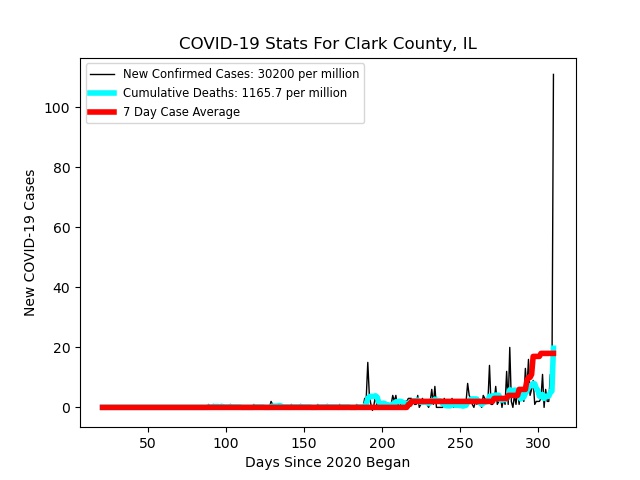 COVID-19 Stats For Clark County, IL
New Confirmed Cases: 30200 per million
Cumulative Deaths: 1165.7 per million
7 Day Case Average
New COVID-19 Cases
100
80
60
40
20
0
50 100 150 200 250 300
Days Since 2020 Began